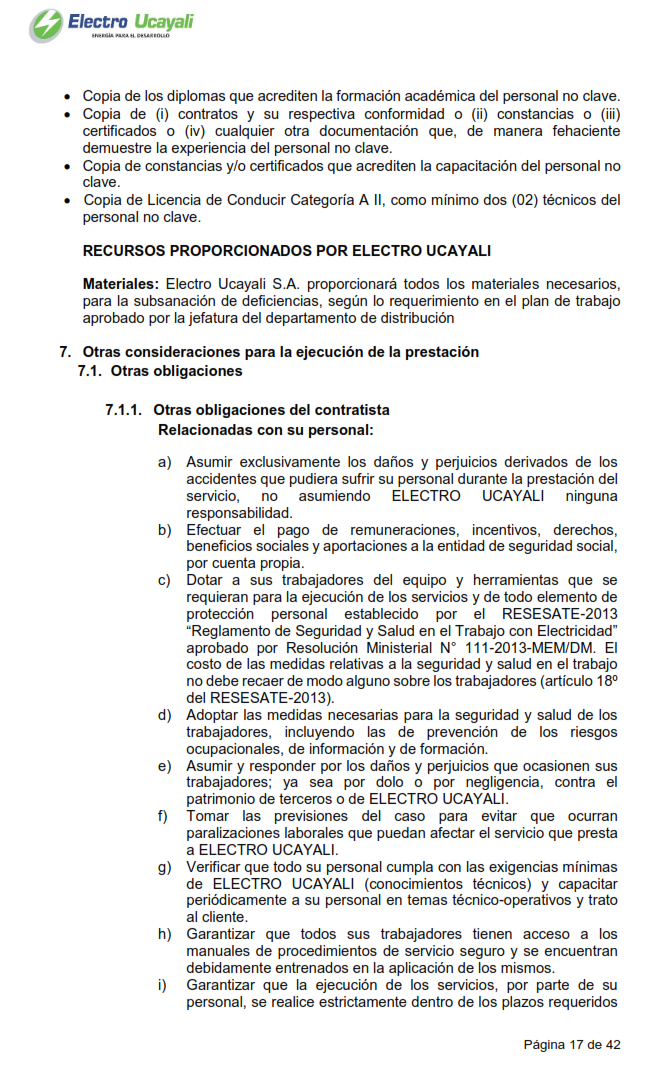 Electro Ucayali
ENERGÍA PARA EL DESARROLLO
• Copia de los diplomas que acrediten la formación académica del personal no clave.
• Copia de (i) contratos y su respectiva conformidad o (ii) constancias o (iii)
certificados o (iv) cualquier otra documentación que, de manera fehaciente
demuestre la experiencia del personal no clave.
• Copia de constancias y/o certificados que acrediten la capacitación del personal no
clave.
• Copia de Licencia de Conducir Categoría A II, como mínimo dos (02) técnicos del
personal no clave.
RECURSOS PROPORCIONADOS POR ELECTRO UCAYALI
Materiales: Electro Ucayali S.A. proporcionará todos los materiales necesarios,
para la subsanación de deficiencias, según lo requerimiento en el plan de trabajo
aprobado por la jefatura del departamento de distribución
7. Otras consideraciones para la ejecución de la prestación
7.1. Otras obligaciones
7.1.1. Otras obligaciones del contratista
Relacionadas con su personal:
a) Asumir exclusivamente los daños y perjuicios derivados de los
accidentes que pudiera sufrir su personal durante la prestación del
servicio, no asumiendo ELECTRO UCAYALI ninguna
responsabilidad.
b) Efectuar el pago de remuneraciones, incentivos, derechos,
beneficios sociales y aportaciones a la entidad de seguridad social,
por cuenta propia.
c) Dotar a sus trabajadores del equipo y herramientas que se
requieran para la ejecución de los servicios y de todo elemento de
protección personal establecido por el RESESATE-2013
“Reglamento de Seguridad y Salud en el Trabajo con Electricidad”
aprobado por Resolución Ministerial N° 111-2013-MEM/DM. El
costo de las medidas relativas a la seguridad y salud en el trabajo
no debe recaer de modo alguno sobre los trabajadores (artículo 18º
del RESESATE-2013).
d) Adoptar las medidas necesarias para la seguridad y salud de los
trabajadores, incluyendo las de prevención de los riesgos
ocupacionales, de información y de formación.
e) Asumir y responder por los daños y perjuicios que ocasionen sus
trabajadores; ya sea por dolo o por negligencia, contra el
patrimonio de terceros o de ELECTRO UCAYALI.
f) Tomar las previsiones del caso para evitar que ocurran
paralizaciones laborales que puedan afectar el servicio que presta
a ELECTRO UCAYALI.
g) Verificar que todo su personal cumpla con las exigencias mínimas
de ELECTRO UCAYALI (conocimientos técnicos) y capacitar
periódicamente a su personal en temas técnico-operativos y trato
al cliente.
h) Garantizar que todos sus trabajadores tienen acceso a los
manuales de procedimientos de servicio seguro y se encuentran
debidamente entrenados en la aplicación de los mismos.
i) Garantizar que la ejecución de los servicios, por parte de su
personal, se realice estrictamente dentro de los plazos requeridos
Página 17 de 42